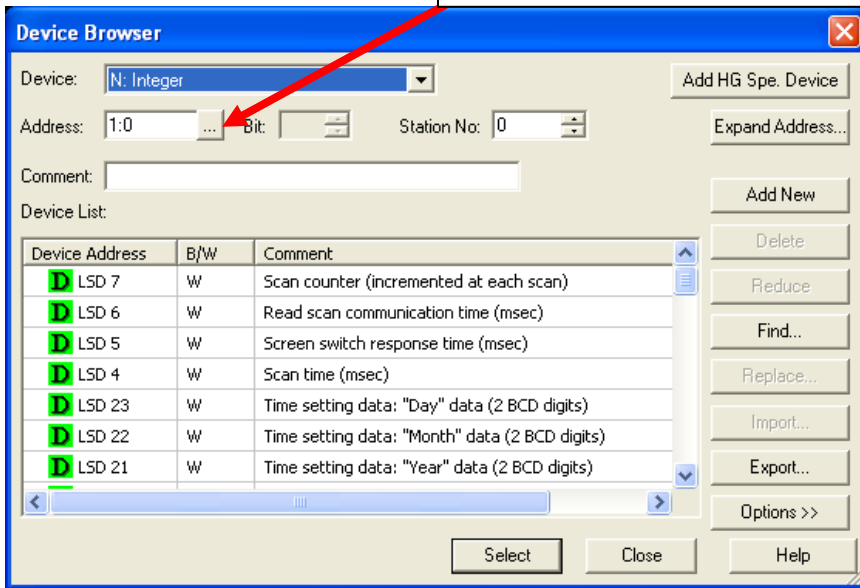 Device Browser
Device: N: Integer Add HG Spe. Device
Address: 1:0 ... Bit: Station No: 0 Expand Address...
Comment:
Add New
Device List:
Device Address B/W Comment Delete
D LSD 7 W Scan counter (incremented at each scan) Reduce
D LSD 6 W Read scan communication time (msec)
D LSD 5 W Screen switch response time (msec) Find...
D LSD 4 W Scan time (msec) Replace...
D LSD 23 W Time setting data: "Day" data (2 BCD digits)
D LSD 22 W Time setting data: "Month" data (2 BCD digits) Import...
D LSD 21 W Time setting data: "Year" data (2 BCD digits) Export...
Options >>
Select Close Help